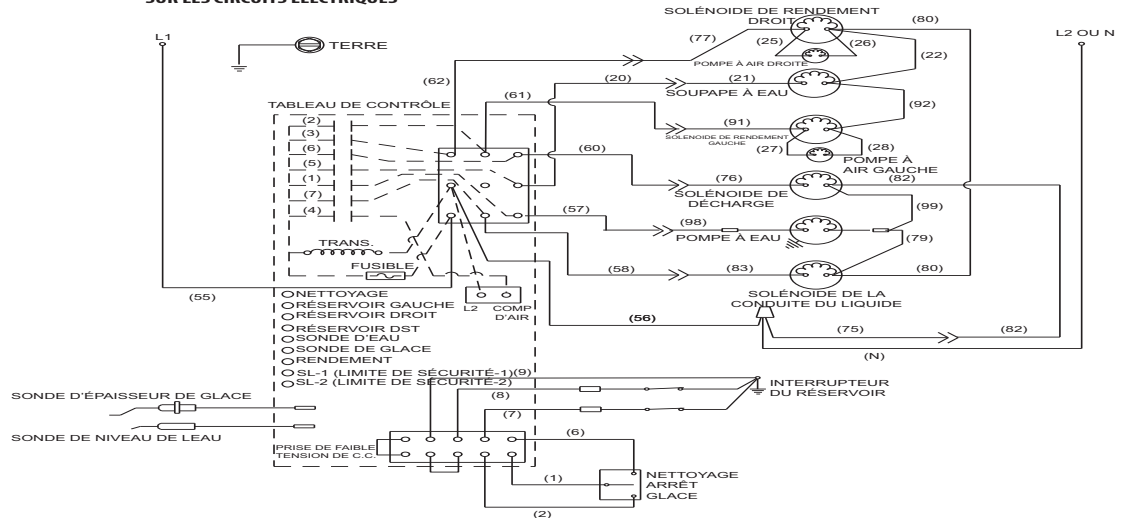 SUR LES CIRCUITS ÉLECTRIQUES
SOLÉNOIDE DE RENDEMENT
DROIT
(80)
L1
TERRE
(77)
(25)
(26)
L2 OU N
(22)
POMPE À AIR DROITE
(62)
(20)
(21)
SOUPAPE À EAU
(61)
(92)
TABLEAU DE CONTRÔLE
(2)
(3)
(6)
(5)
(1)
(7)
(4)
(91)
SOLENOIDE DE RENDEMENT
GAUCHE
(27)
(28)
POMPE À
AIR GAUCHE
(60)
(76)
(82)
SOLÉNOIDE DE
DÉCHARGE
(99)
(57)
(98)
POMPE À EAU
(79)
TRANS.
FUSIBLE
(58)
(83)
(80)
SOLÉNOIDE DE LA
CONDUITE DU LIQUIDE
(55)
L2
COMP
D'AIR
(56)
(75)
(82)
(N)
NETTOYAGE
RÉSERVOIR GAUCHE
RÉSERVOIR DROIT
RÉSERVOIR DST
SONDE D'EAU
SONDE DE GLACE
RENDEMENT
SL-1 (LIMITE DE SÉCURITÉ-1)(9)
SL-2 (LIMITE DE SÉCURITÉ-2)
(8)
(7)
INTERRUPTEUR
DU RÉSERVOIR
SONDE D'ÉPAISSEUR DE GLACE
SONDE DE NIVEAU DE LEAU
PRISE DE FAIBLE
TENSION DE C.C.
(6)
(1)
(2)
NETTOYAGE
ARRÊT
GLACE